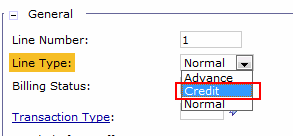 General
Line Number: 1
Line Type: Normal
Advance
Credit
Billing Status: Normal
Transaction Type: